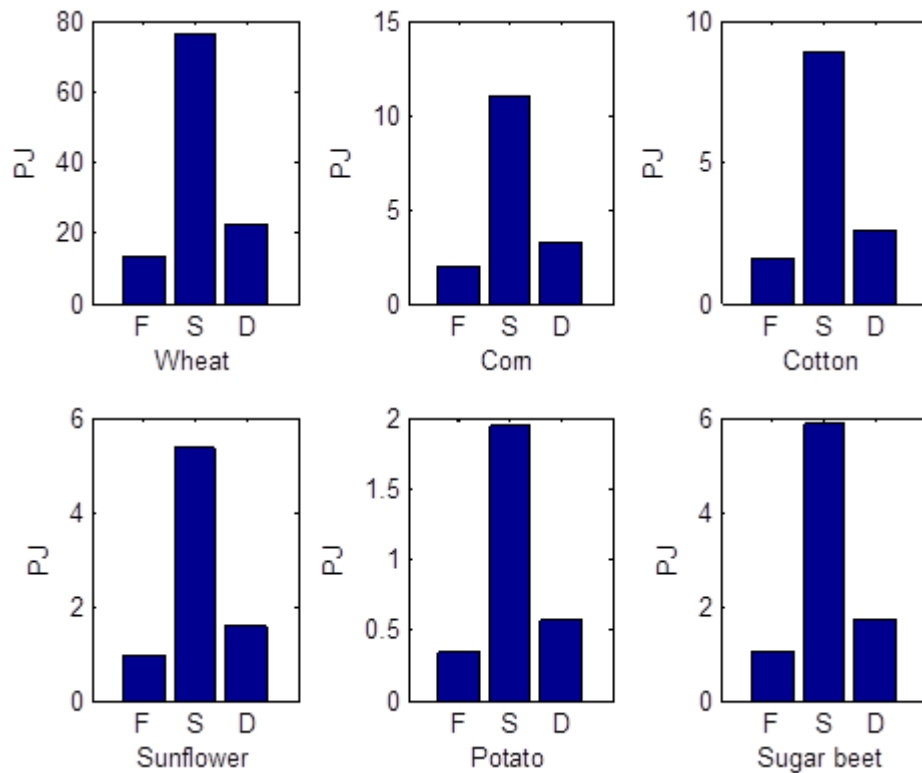 80
60
40
20
0
PJ
F S D
Wheat
15
10
5
0
PJ
F S D
Corn
10
5
0
PJ
F S D
Cotton
6
4
2
0
PJ
F S D
Sunflower
2
1.5
1
0.5
0
PJ
F S D
Potato
6
4
2
0
PJ
F S D
Sugar beet